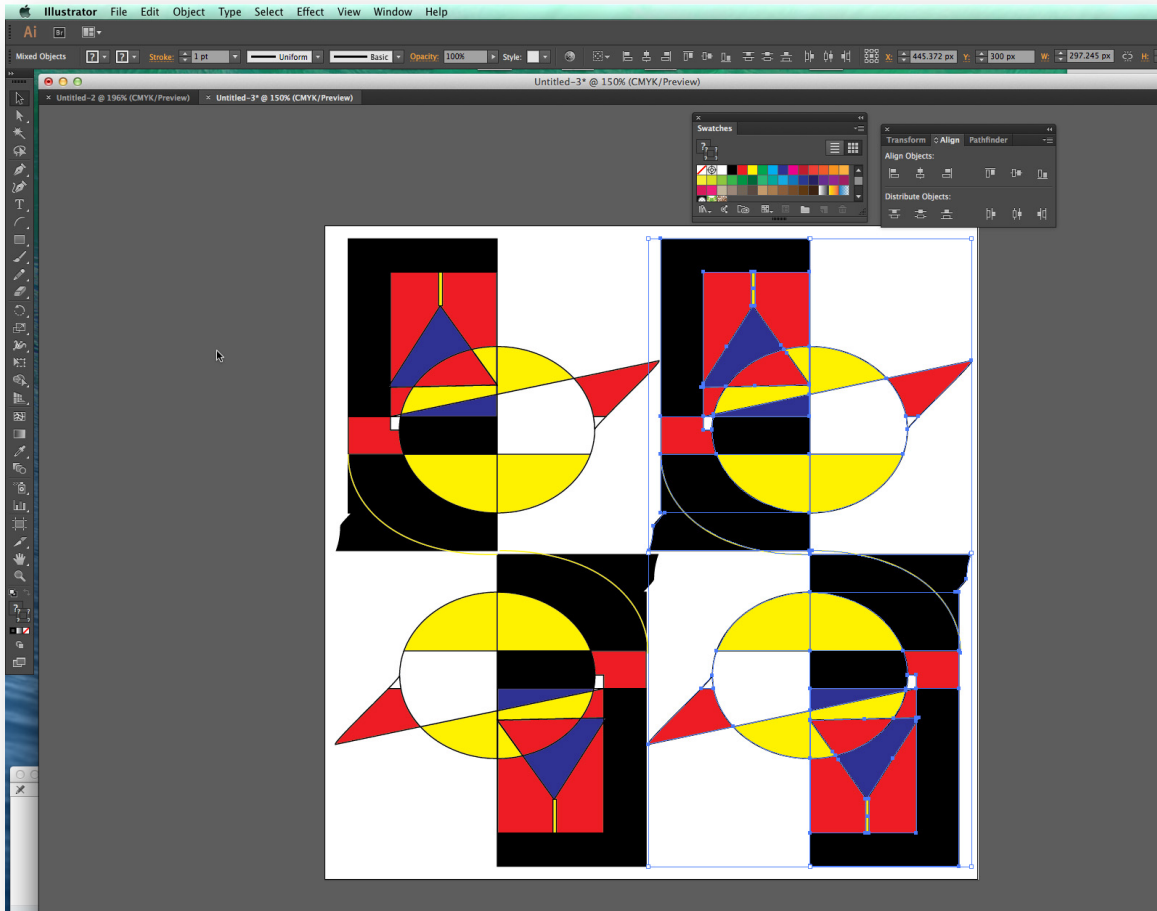 Illustrator File Edit Object Type Select Effect View Window Help
Ai Br
Mixed Objects ? ? Stroke: 1 pt Uniform Basic Opacity: 100% Style: X: 445.372 px Y: 300 px W: 297.245 px H:
Untitled-3* @ 150% (CMYK/Preview)
× Untitled-2 @ 196% (CMYK/Preview) × Untitled-3* @ 150% (CMYK/Preview)
Swatches
Transform Align Pathfinder
Align Objects:
Distribute Objects: